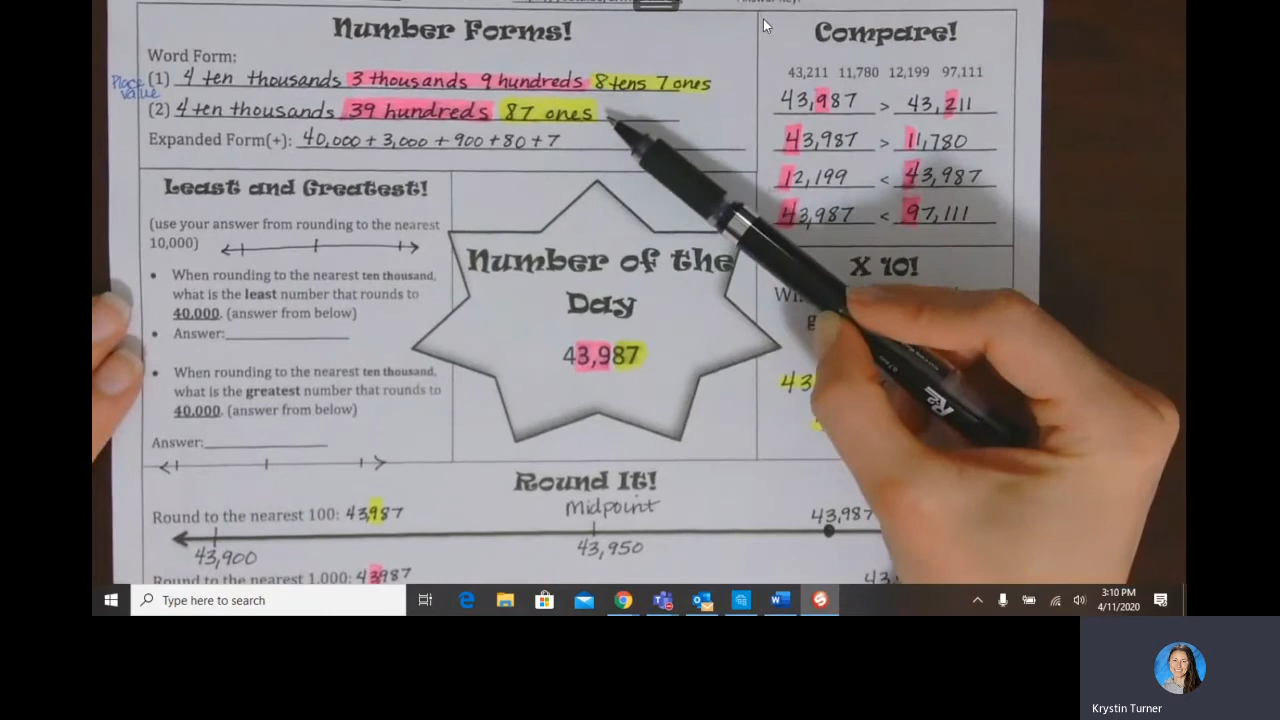 Number Forms!
Word Form:
Place value
(1) 4 ten thousands 3 thousands 9 hundreds 8 tens 7 ones
(2) 4 ten thousands 39 hundreds 87 ones
Expanded Form(+): 40,000 + 3,000 + 900 + 80 + 7
Compare!
43,211 11,780 12,199 97,111
43,987 > 43,211
43,987 > 11,780
12,199 < 43,987
43,987 < 97,111
Least and Greatest!
(use your answer from rounding to the nearest
10,000)
• When rounding to the nearest ten thousand,
what is the least number that rounds to
40,000. (answer from below)
• Answer:
• When rounding to the nearest ten thousand,
what is the greatest number that rounds to
40,000. (answer from below)
Answer:
Number of the
Day
43,987
X 10!
43
Round It!
Round to the nearest 100: 43,987
Midpoint
43,987
43,900
43,950
Round to the nearest 1,000: 43987
43,
R2
Type here to search
3:10 PM
4/11/2020
Krystin Turner